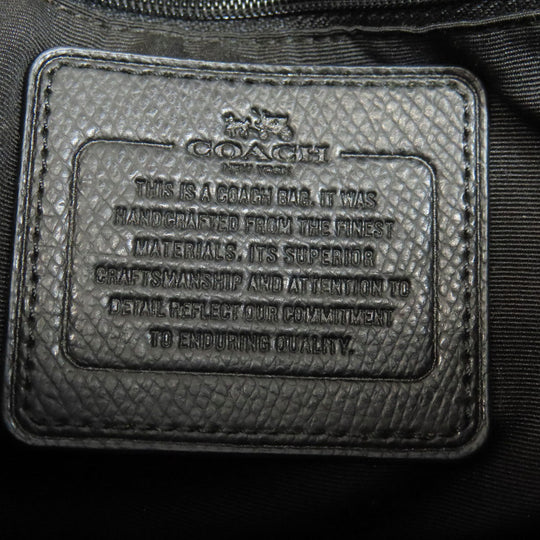 COACH
NEW YORK
THIS IS A COACH BAG. IT WAS
HANDCRAFTED FROM THE FINEST
MATERIALS. ITS SUPERIOR
CRAFTSMANSHIP AND ATTENTION TO
DETAIL REFLECT OUR COMMITMENT
TO ENDURING QUALITY.